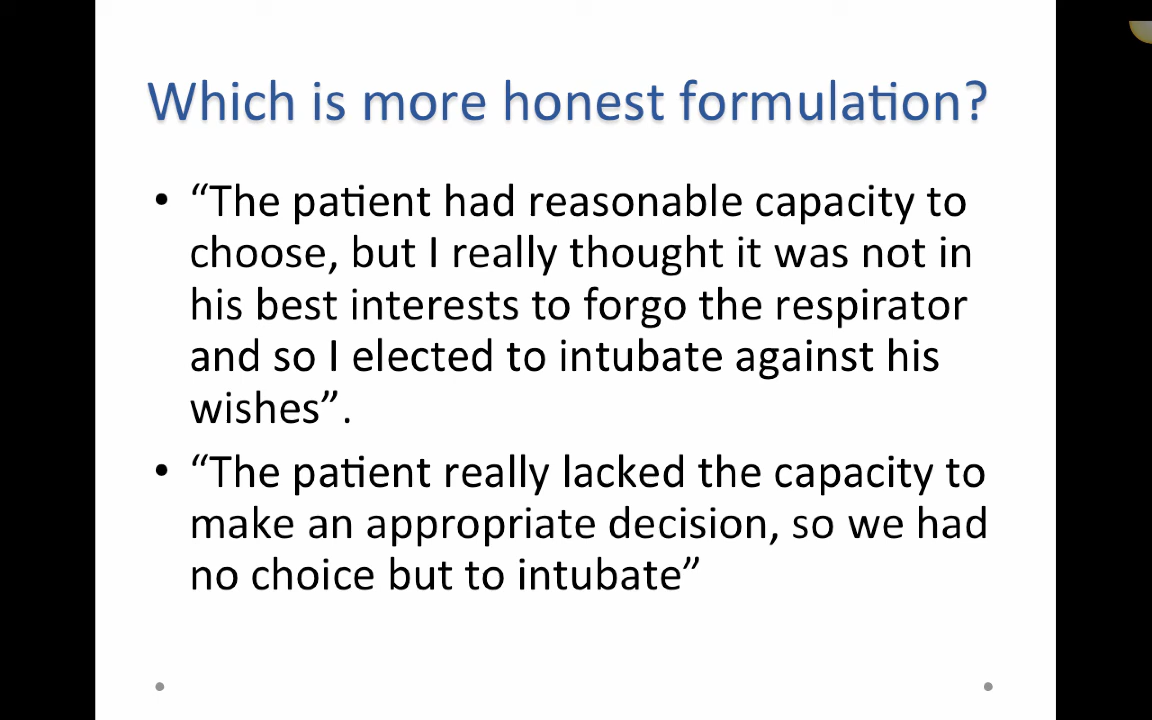 Which is more honest formulation?
• “The patient had reasonable capacity to
choose, but I really thought it was not in
his best interests to forgo the respirator
and so I elected to intubate against his
wishes”.
• “The patient really lacked the capacity to
make an appropriate decision, so we had
no choice but to intubate”